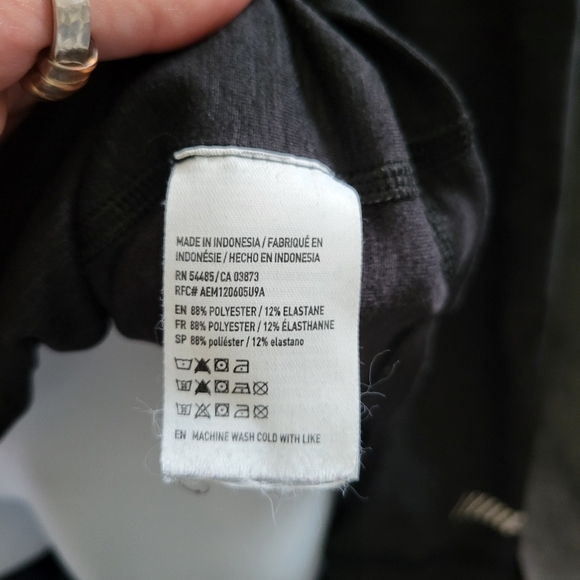 MADE IN INDONESIA / FABRIQUÉ EN
INDONÉSIE / HECHO EN INDONESIA
RN 54485/CA 03873
RFC# AEM120605U9A
EN 88% POLYESTER / 12% ELASTANE
FR 88% POLYESTER / 12% ÉLASTHANNE
SP 88% poliéster / 12% elastano
EN MACHINE WASH COLD WITH LIKE